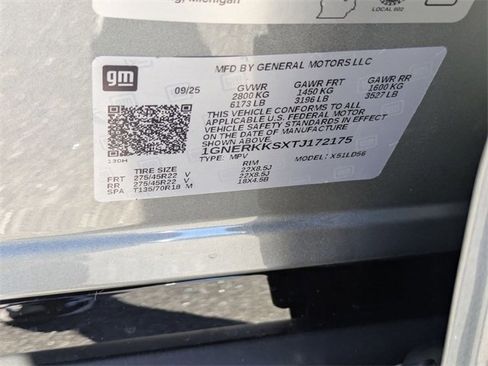 g, Michigan
LOCAL 602
gm
MFD BY GENERAL MOTORS LLC
09/25 GVWR GAWR FRT GAWR RR
2800 KG 1450 KG 1600 KG
6173 LB 3196 LB 3527 LB
THIS VEHICLE CONFORMS TO ALL
APPLICABLE U.S. FEDERAL MOTOR
VEHICLE SAFETY STANDARDS IN EFFECT
ON THE DATE OF MANUFACTURE
SHOWN ABOVE.
1GNERKKSXTJ172175
TYPE: MPV MODEL: X51LD56
TIRE SIZE RIM
FRT 275/45R22 V 22X8.5J
RR 275/45R22 V 22X8.5J
SPA T135/70R18 M 18X4.5B